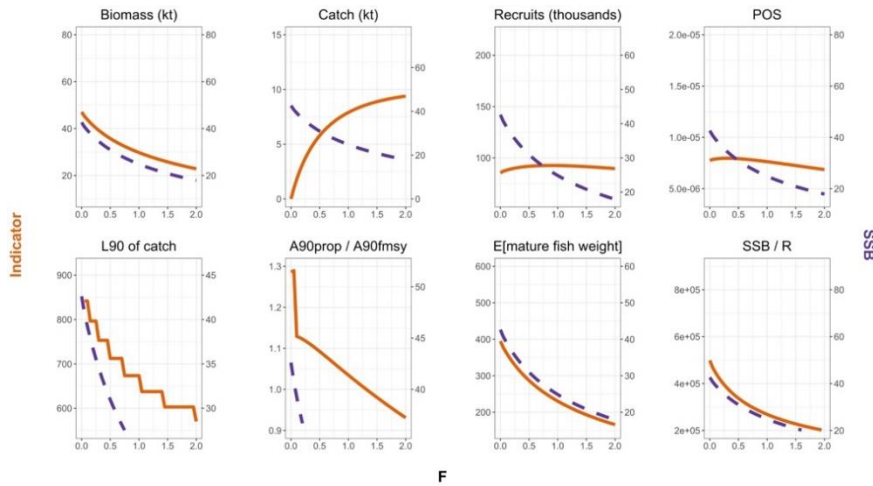 Biomass (kt)
80
60
40
20
80
60
40
20
0.0 0.5 1.0 1.5 2.0
Catch (kt)
15
10
5
0
60
40
20
0
0.0 0.5 1.0 1.5 2.0
Recruits (thousands)
200
150
100
60
50
40
30
20
0.0 0.5 1.0 1.5 2.0
POS
2.0e-05
1.5e-05
1.0e-05
5.0e-06
80
60
40
20
0.0 0.5 1.0 1.5 2.0
Indicator
SSB
L90 of catch
900
800
700
600
45
40
35
30
0.0 0.5 1.0 1.5 2.0
A90prop / A90fmsy
1.3
1.2
1.1
1.0
0.9
50
45
40
0.0 0.5 1.0 1.5 2.0
E[mature fish weight]
600
500
400
300
200
60
50
40
30
20
0.0 0.5 1.0 1.5 2.0
SSB / R
8e+05
6e+05
4e+05
2e+05
80
60
40
20
0.0 0.5 1.0 1.5 2.0
F